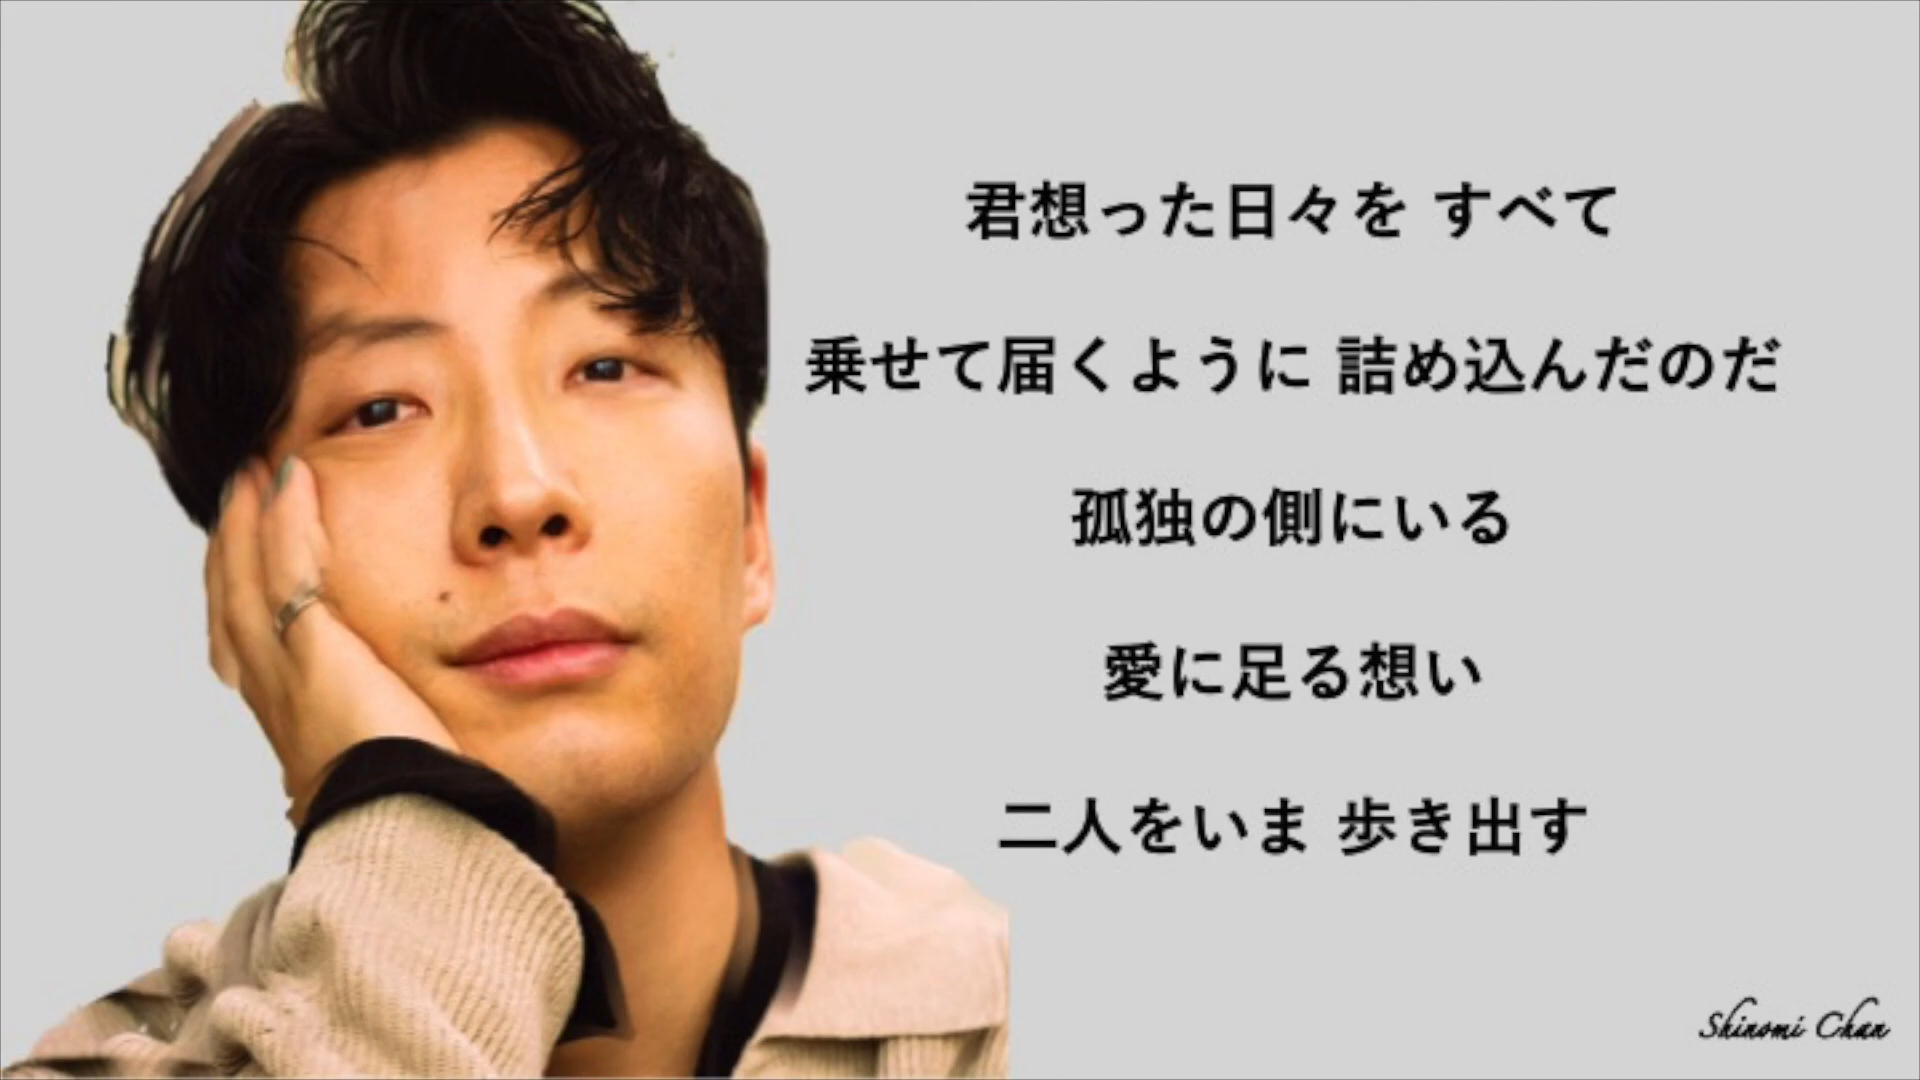 君想った日々を すべて
乗せて届くように 詰め込んだのだ
孤独の側にいる
愛に足る想い
二人をいま 歩き出す
Shinomi Chan